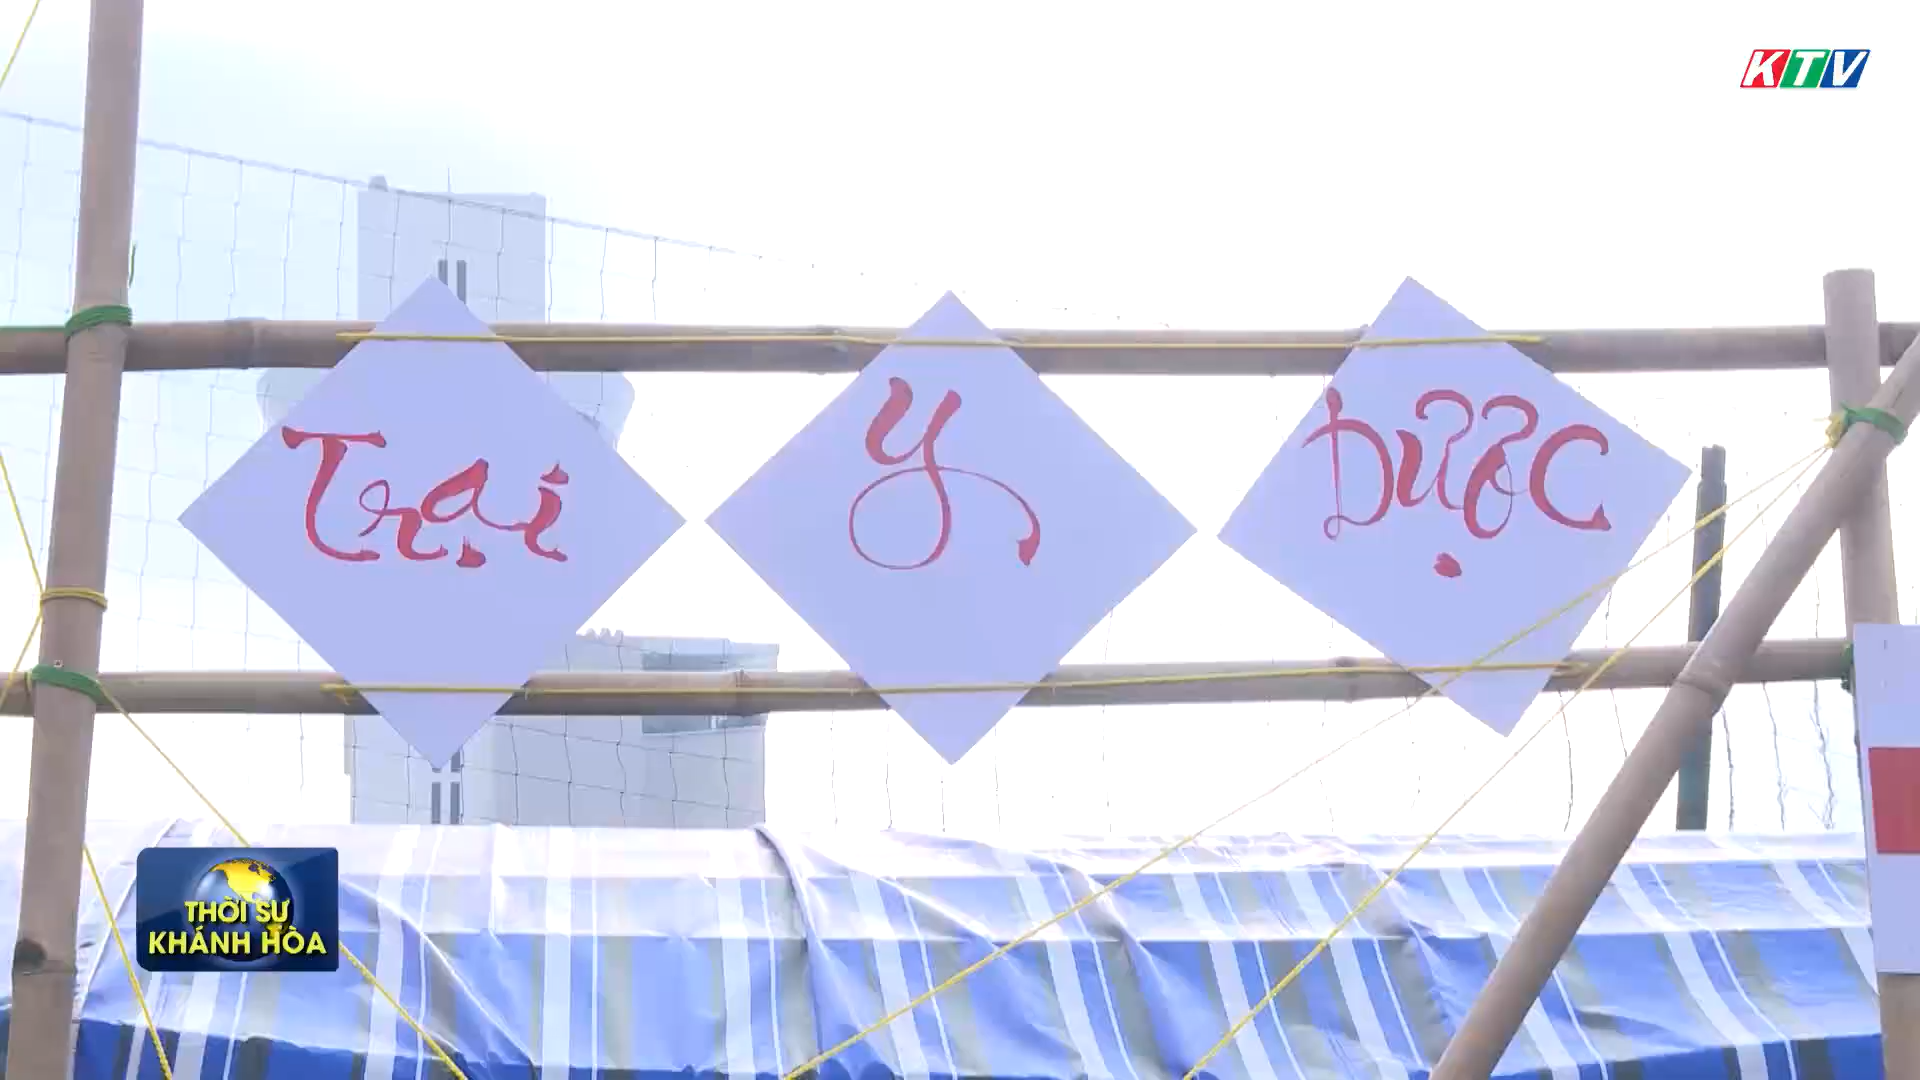 KTV
Trại Y Dược
THỜI SỰ
KHÁNH HÒA